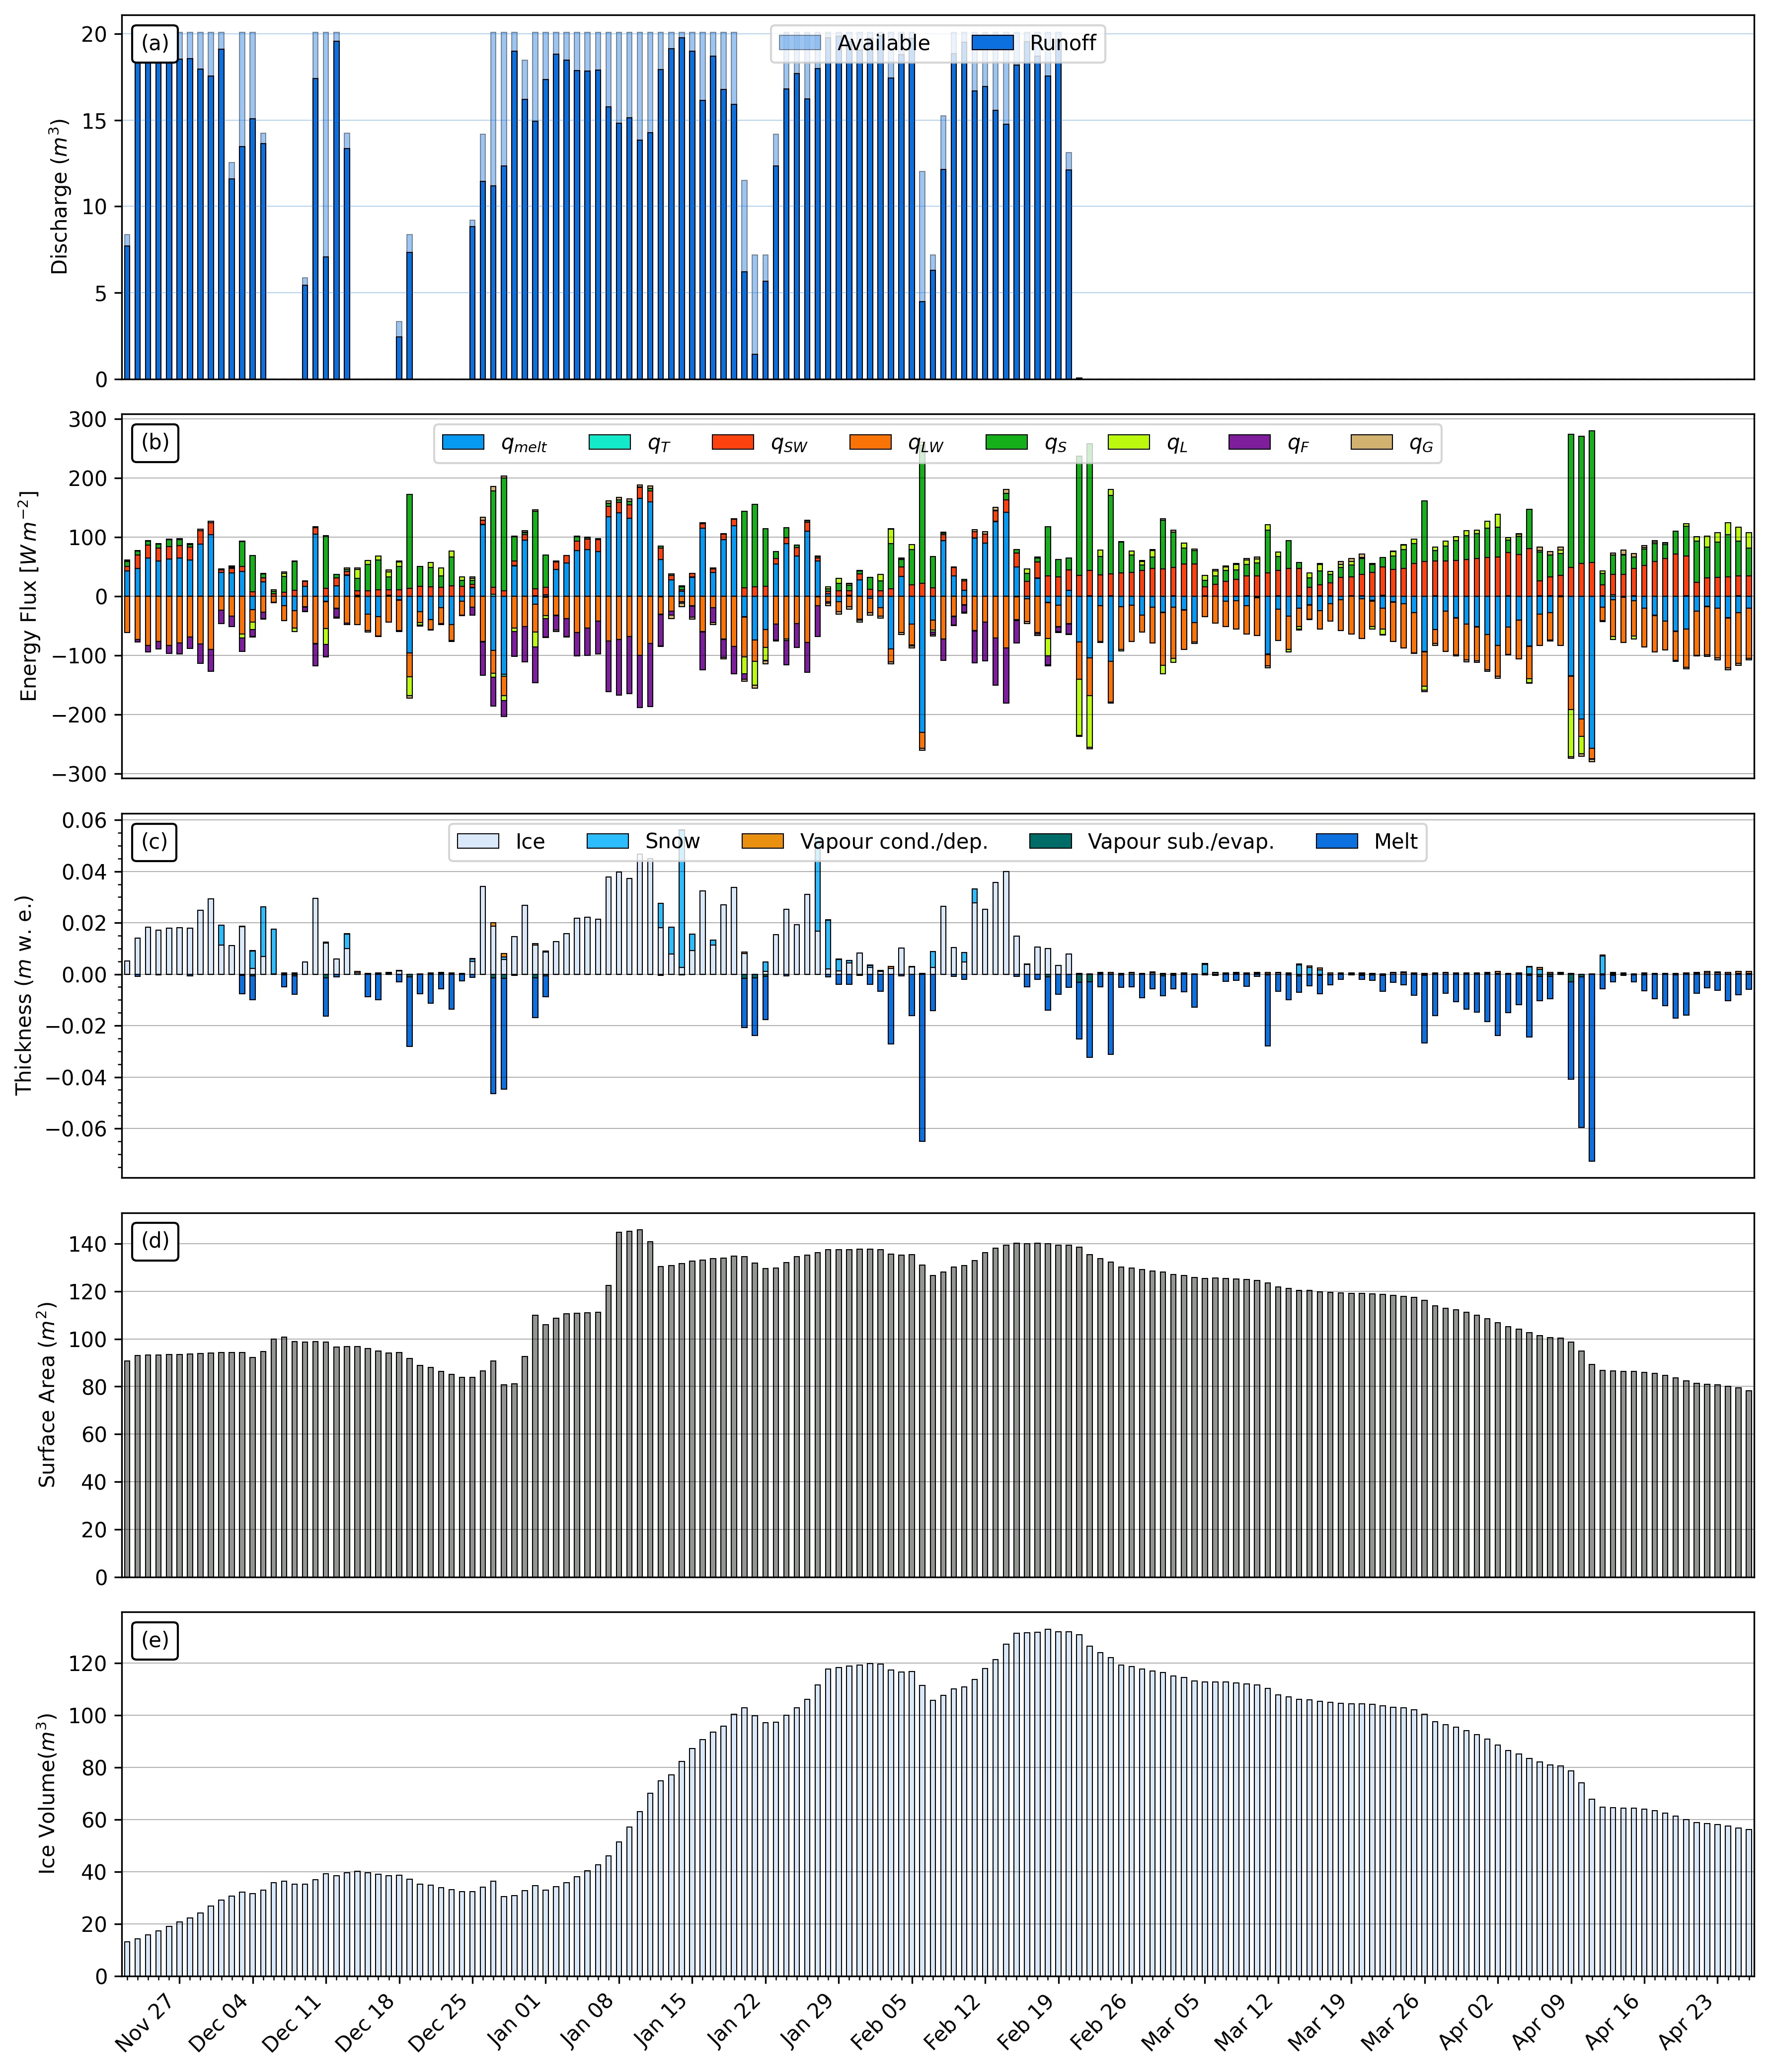 (a)
Available Runoff
Discharge (m³)
20
15
10
5
0
(b)
q_melt q_T q_SW q_LW q_S q_L q_F q_G
Energy Flux [W m⁻²]
300
200
100
0
−100
−200
−300
(c)
Ice Snow Vapour cond./dep. Vapour sub./evap. Melt
Thickness (m w. e.)
0.06
0.04
0.02
0.00
−0.02
−0.04
−0.06
(d)
Surface Area (m²)
140
120
100
80
60
40
20
0
(e)
Ice Volume(m³)
120
100
80
60
40
20
0
Nov 27 Dec 04 Dec 11 Dec 18 Dec 25 Jan 01 Jan 08 Jan 15 Jan 22 Jan 29 Feb 05 Feb 12 Feb 19 Feb 26 Mar 05 Mar 12 Mar 19 Mar 26 Apr 02 Apr 09 Apr 16 Apr 23